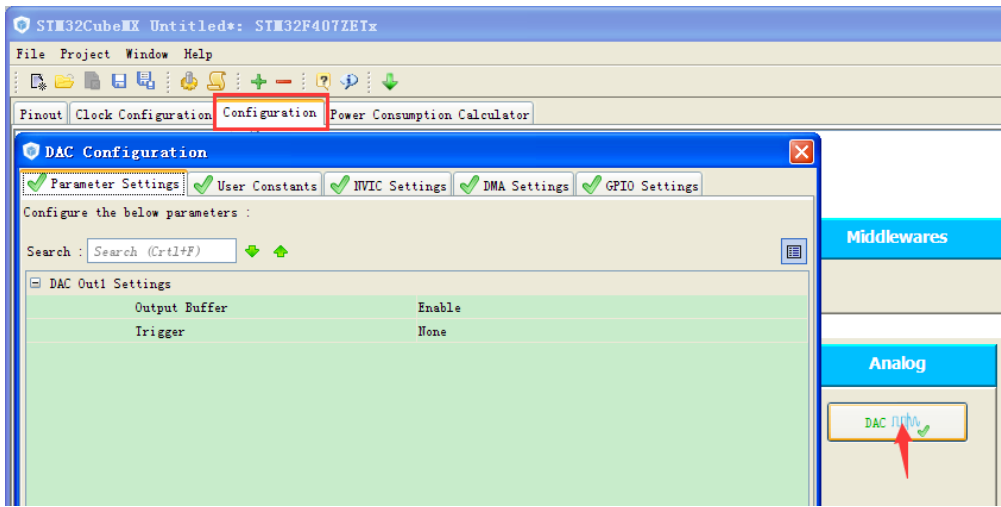 STM32CubeMX Untitled*: STM32F407ZETx
File Project Window Help
Pinout Clock Configuration Configuration Power Consumption Calculator
DAC Configuration
Parameter Settings User Constants NVIC Settings DMA Settings GPIO Settings
Configure the below parameters :
Search : Search (Crtl+F)
DAC Out1 Settings
Output Buffer Enable
Trigger None
Middlewares
Analog
DAC